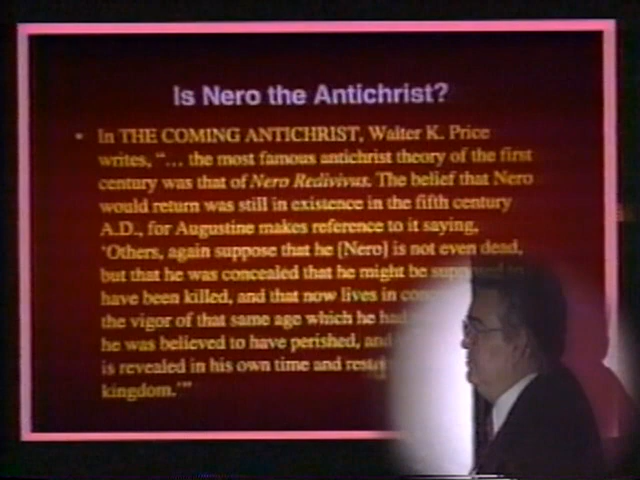 Is Nero the Antichrist?
• In THE COMING ANTICHRIST, Walter K. Price
writes, “… the most famous antichrist theory of the first
century was that of Nero Redivivus. The belief that Nero
would return was still in existence in the fifth century
A.D., for Augustine makes reference to it saying,
‘Others, again suppose that he [Nero] is not even dead,
but that he was concealed that he might be supposed to
have been killed, and that now lives in
the vigor of that same age which he had
he was believed to have perished, and
is revealed in his own time and
kingdom.’”